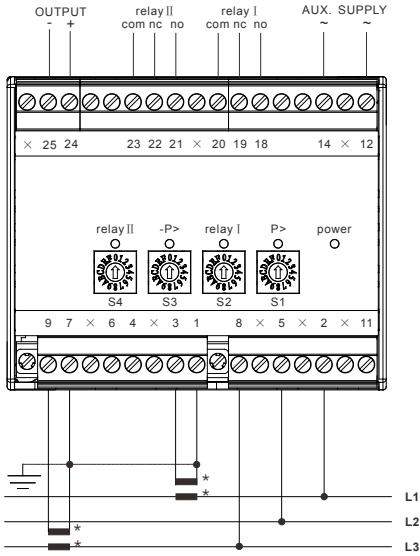 OUTPUT relay II relay I AUX. SUPPLY
- + com nc no com nc no ~ ~
× 25 24 23 22 21 × 20 19 18 14 × 12
relay II -P> relay I P> power
S4 S3 S2 S1
9 7 × 6 4 × 3 1 8 × 5 × 2 × 11
*
* L1
L2
*
* L3